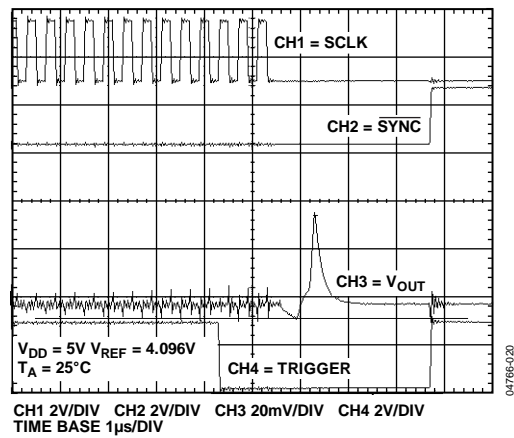 CH1 = SCLK
CH2 = SYNC
CH3 = VOUT
VDD = 5V VREF = 4.096V
TA = 25°C
CH4 = TRIGGER
CH1 2V/DIV CH2 2V/DIV CH3 20mV/DIV CH4 2V/DIV
TIME BASE 1µs/DIV
04766-020